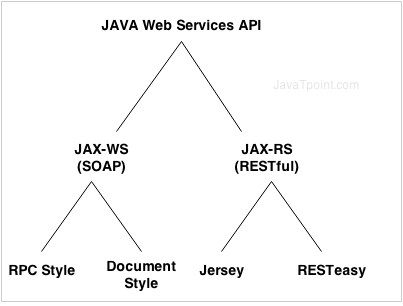 JAVA Web Services API
JavaTpoint.com
JAX-WS
(SOAP)
JAX-RS
(RESTful)
RPC Style
Document
Style
Jersey
RESTeasy